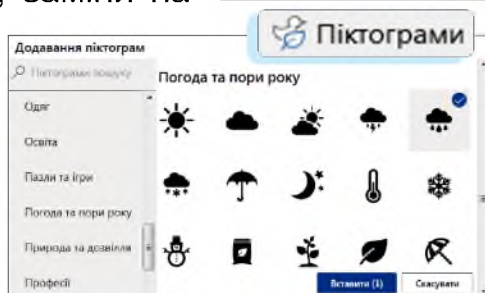 Піктограми
Додавання піктограм
Піктограми пошуку
Погода та пори року
Одяг
Освіта
Пазли та ігри
Погода та пори року
Природа та дозвілля
Професії
Вставити (1)
Скасувати